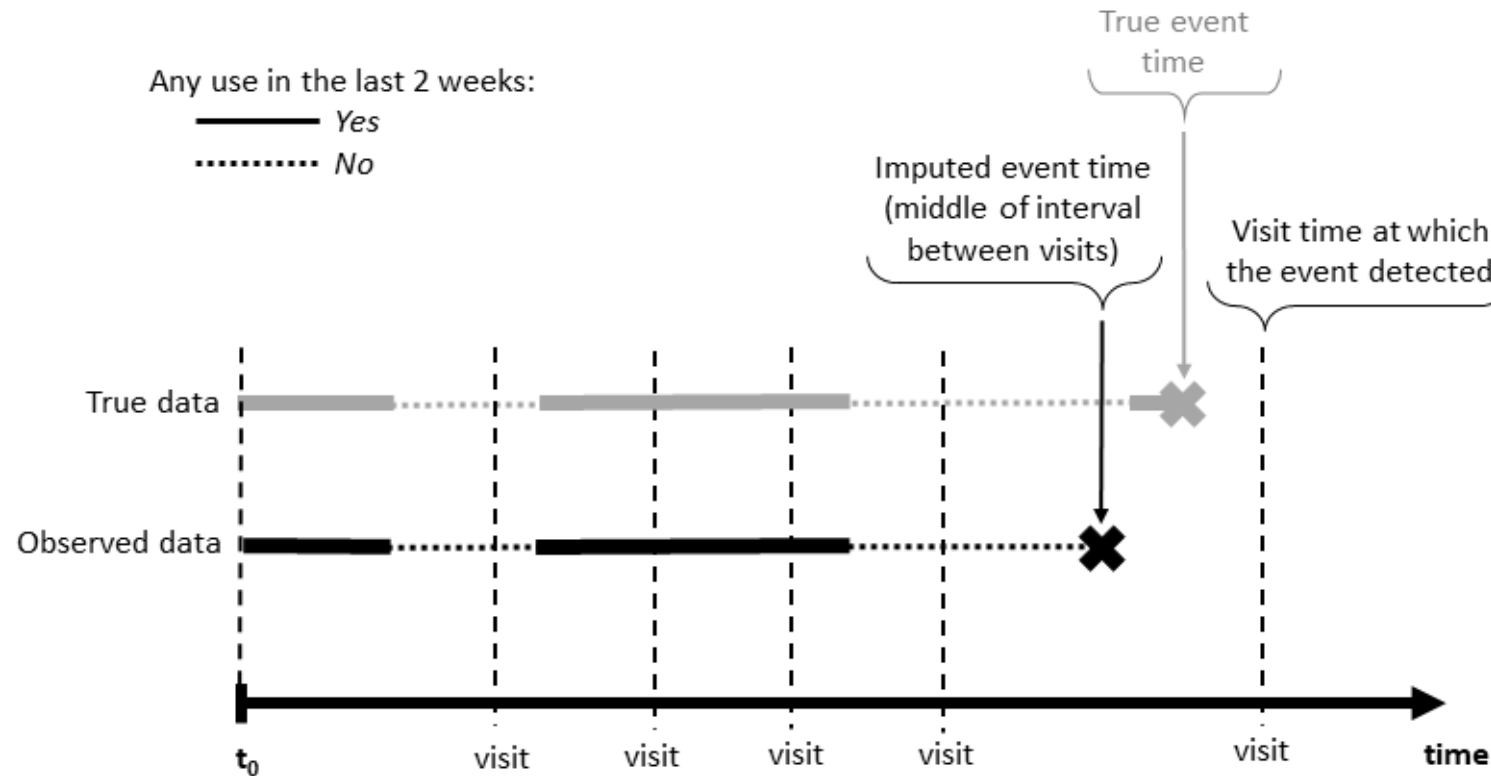 True event
time
Any use in the last 2 weeks:
Yes
No
Imputed event time
(middle of interval
between visits)
Visit time at which
the event detected
True data
Observed data
t0
visit
visit
visit
visit
visit
time